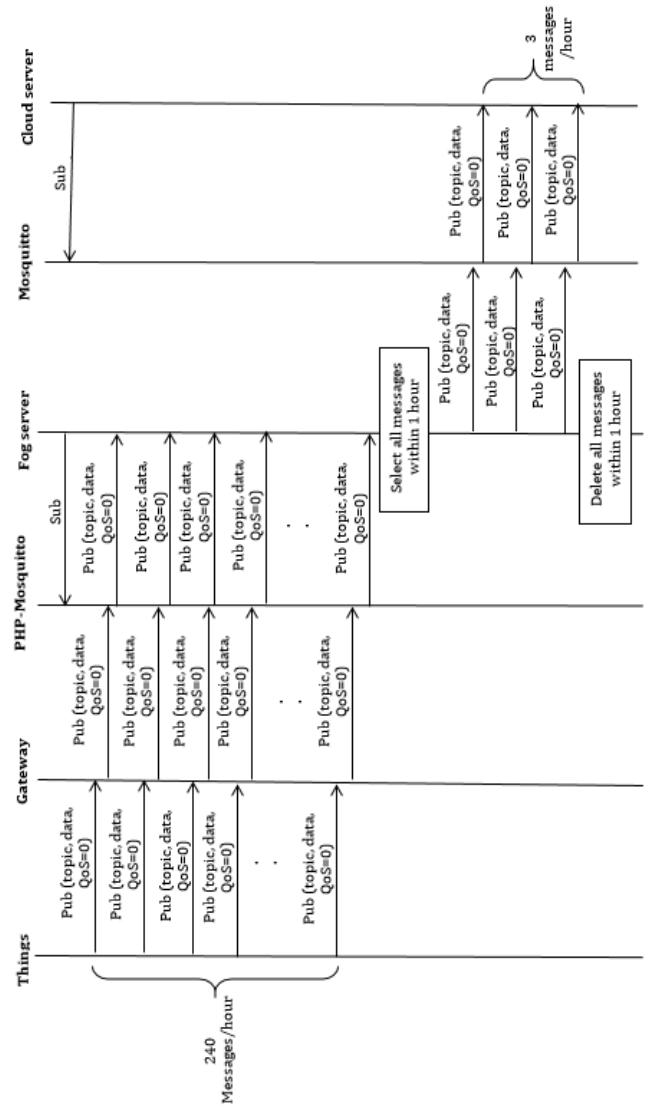 Things
Gateway
PHP-Mosquitto
Fog server
Mosquitto
Cloud server
240
Messages/hour
Pub (topic, data,
QoS=0)
Pub (topic, data,
QoS=0)
Pub (topic, data,
QoS=0)
Pub (topic, data,
QoS=0)
. .
Pub (topic, data,
QoS=0)
Pub (topic, data,
QoS=0)
Pub (topic, data,
QoS=0)
Pub (topic, data,
QoS=0)
Pub (topic, data,
QoS=0)
. .
Pub (topic, data,
QoS=0)
Sub
Pub (topic, data,
QoS=0)
Pub (topic, data,
QoS=0)
Pub (topic, data,
QoS=0)
Pub (topic, data,
QoS=0)
. .
Pub (topic, data,
QoS=0)
Select all messages
within 1 hour
Pub (topic, data,
QoS=0)
Pub (topic, data,
QoS=0)
Pub (topic, data,
QoS=0)
Delete all messages
within 1 hour
Sub
Pub (topic, data,
QoS=0)
Pub (topic, data,
QoS=0)
Pub (topic, data,
QoS=0)
3
messages
/hour